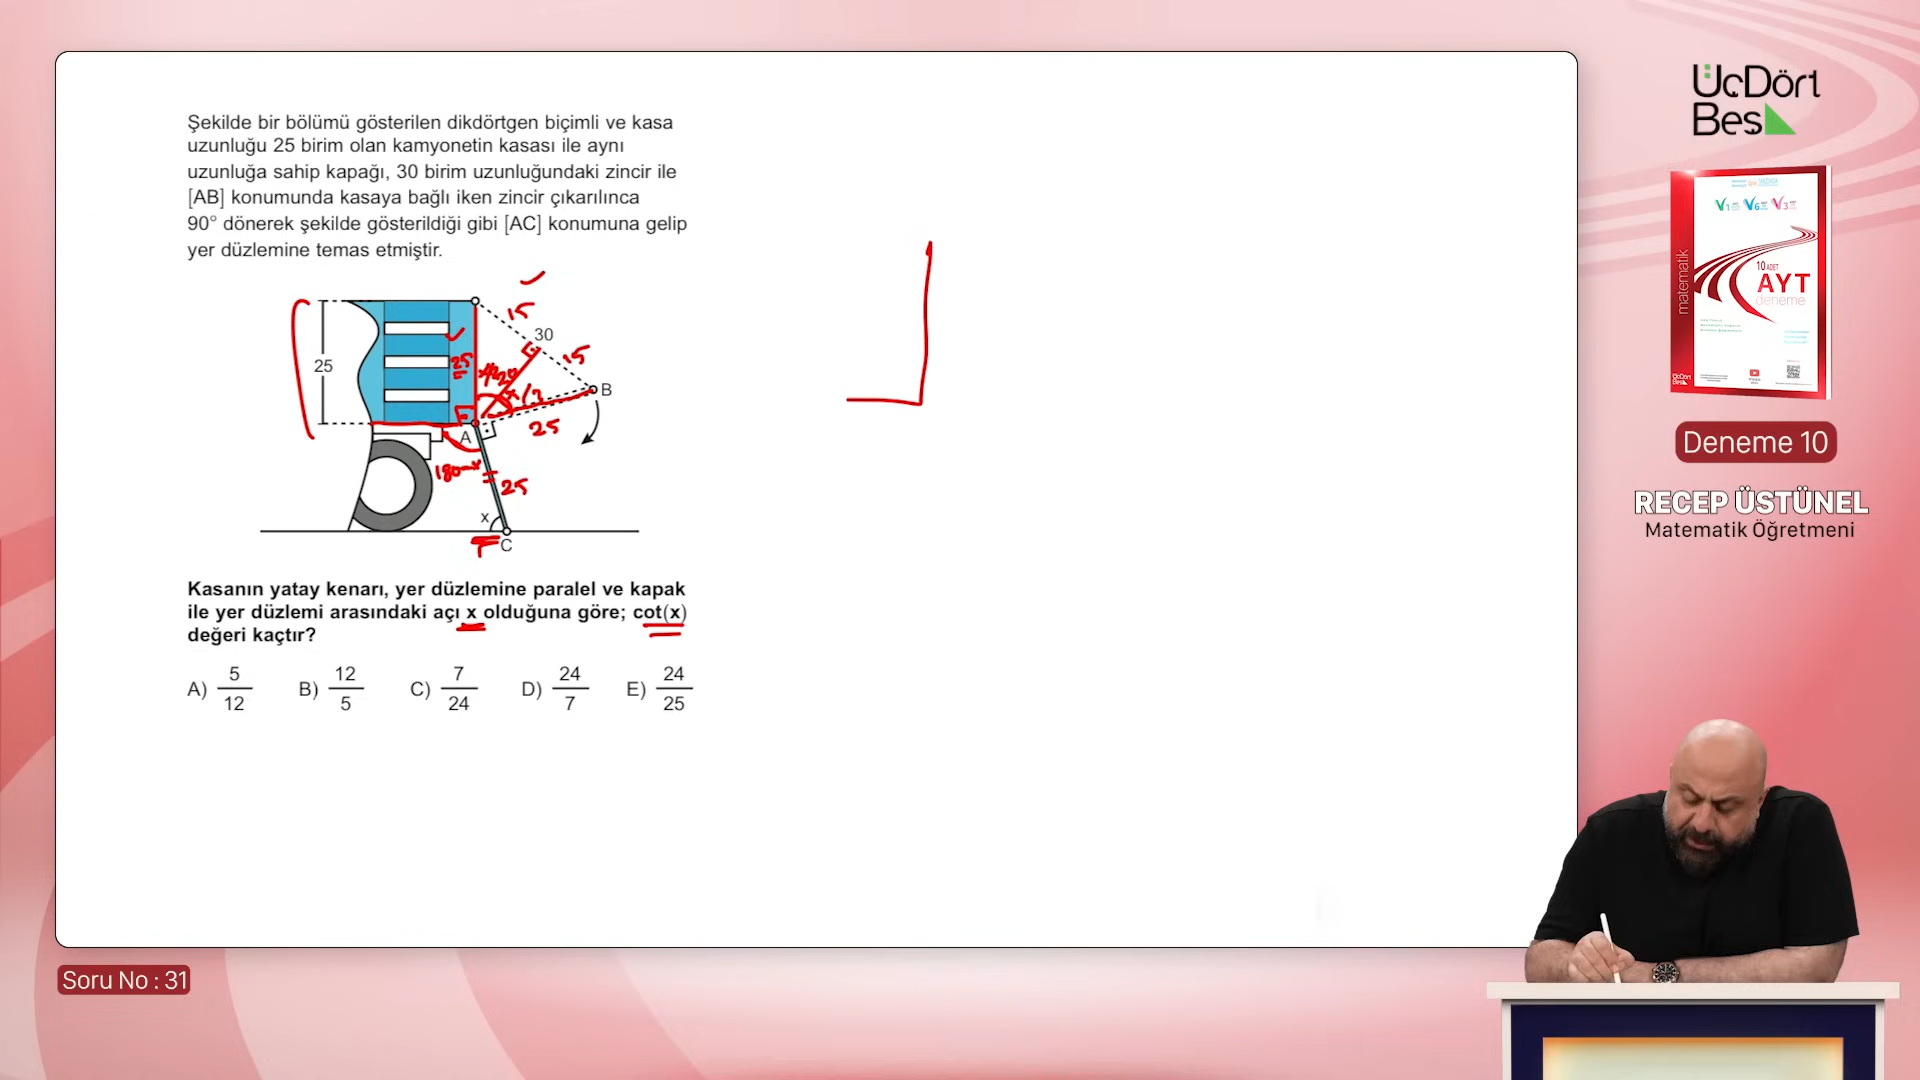 Şekilde bir bölümü gösterilen dikdörtgen biçimli ve kasa
uzunluğu 25 birim olan kamyonetin kasası ile aynı
uzunluğa sahip kapağı, 30 birim uzunluğundaki zincir ile
[AB] konumunda kasaya bağlı iken zincir çıkarılınca
90° dönerek şekilde gösterildiği gibi [AC] konumuna gelip
yer düzlemine temas etmiştir.
15
30
15
25
25
B
25
A
180-x
25
x
C
Kasanın yatay kenarı, yer düzlemine paralel ve kapak
ile yer düzlemi arasındaki açı x olduğuna göre; cot(x)
değeri kaçtır?
A) 5/12 B) 12/5 C) 7/24 D) 24/7 E) 24/25
Soru No : 31
ÜçDört
Beş
matematik
10 ADET
AYT
deneme
Deneme 10
RECEP ÜSTÜNEL
Matematik Öğretmeni